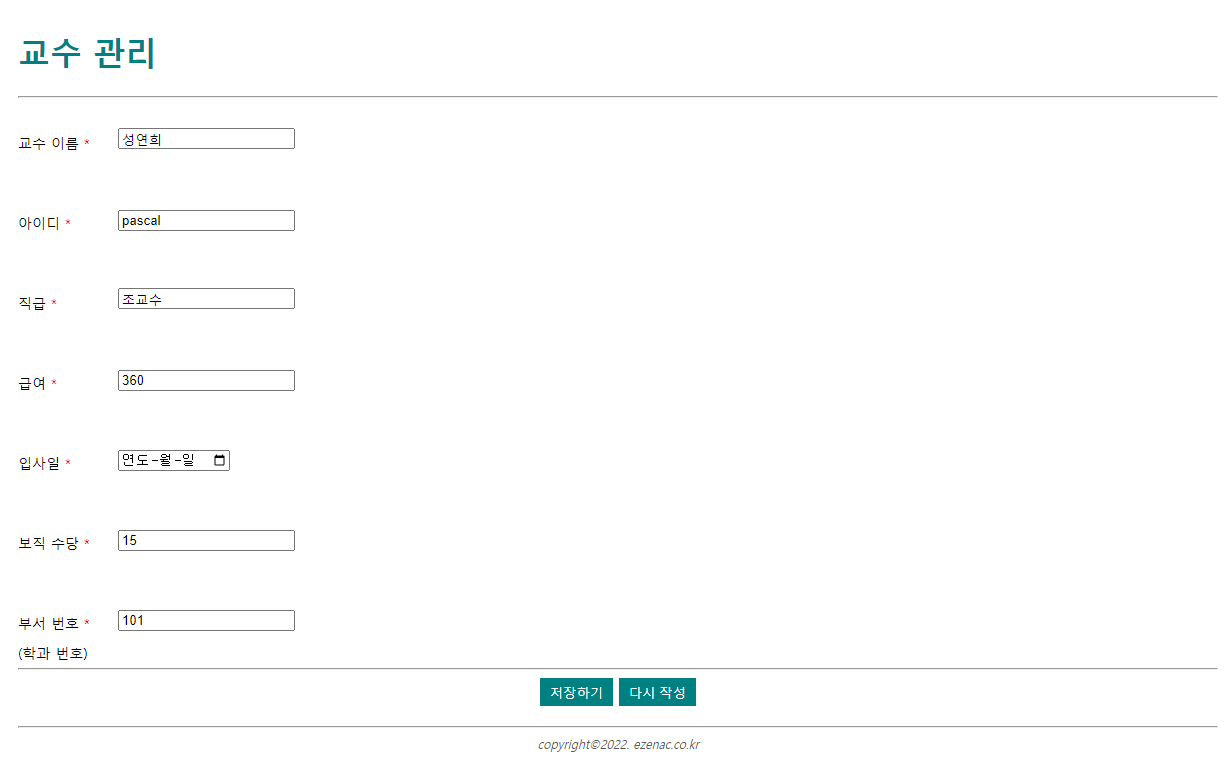 교수 관리
교수 이름 * 성연희
아이디 * pascal
직급 * 조교수
급여 * 360
입사일 * 연도-월-일
보직 수당 * 15
부서 번호 * 101
(학과 번호)
저장하기 다시 작성
copyright©2022. ezenac.co.kr